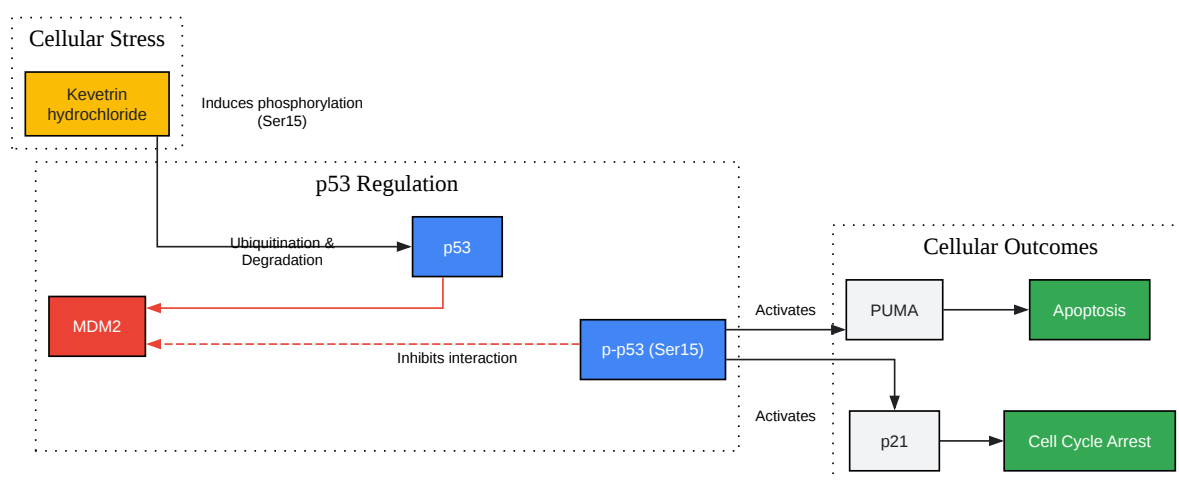 Cellular Stress
Kevetrin
hydrochloride
Induces phosphorylation
(Ser15)
p53 Regulation
Ubiquitination &
Degradation
p53
MDM2
Inhibits interaction
p-p53 (Ser15)
Activates
Activates
Cellular Outcomes
PUMA
Apoptosis
p21
Cell Cycle Arrest